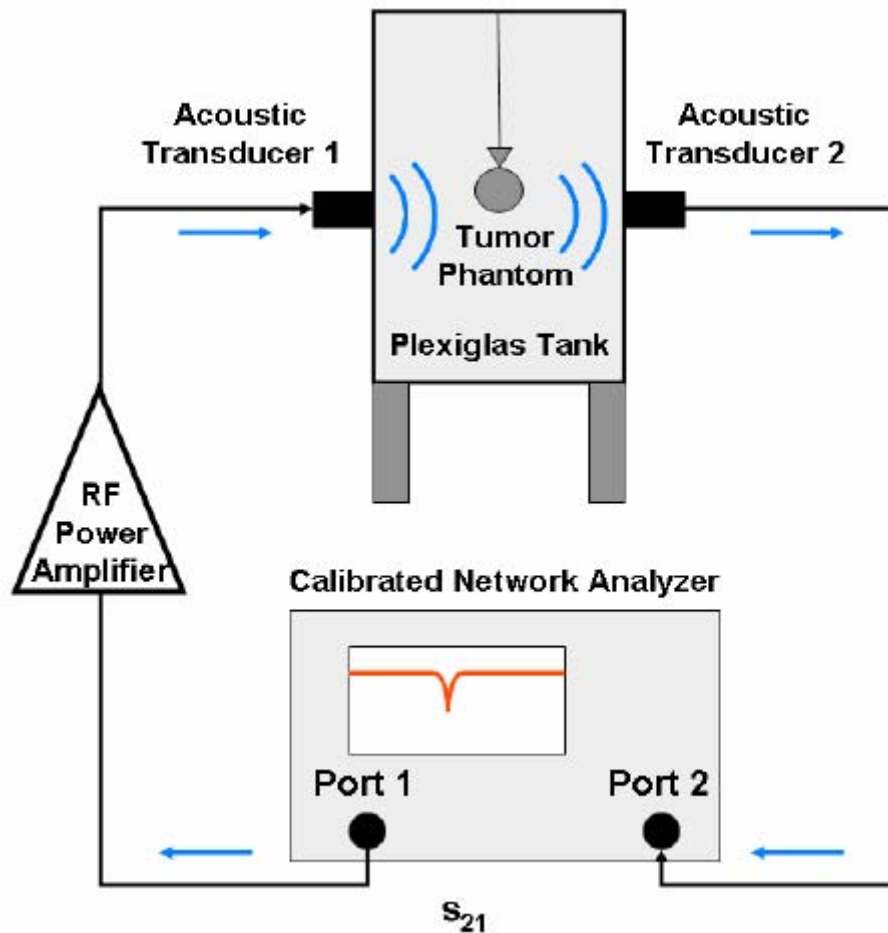 Acoustic
Transducer 1
Acoustic
Transducer 2
Tumor
Phantom
Plexiglas Tank
RF
Power
Amplifier
Calibrated Network Analyzer
Port 1
Port 2
S21